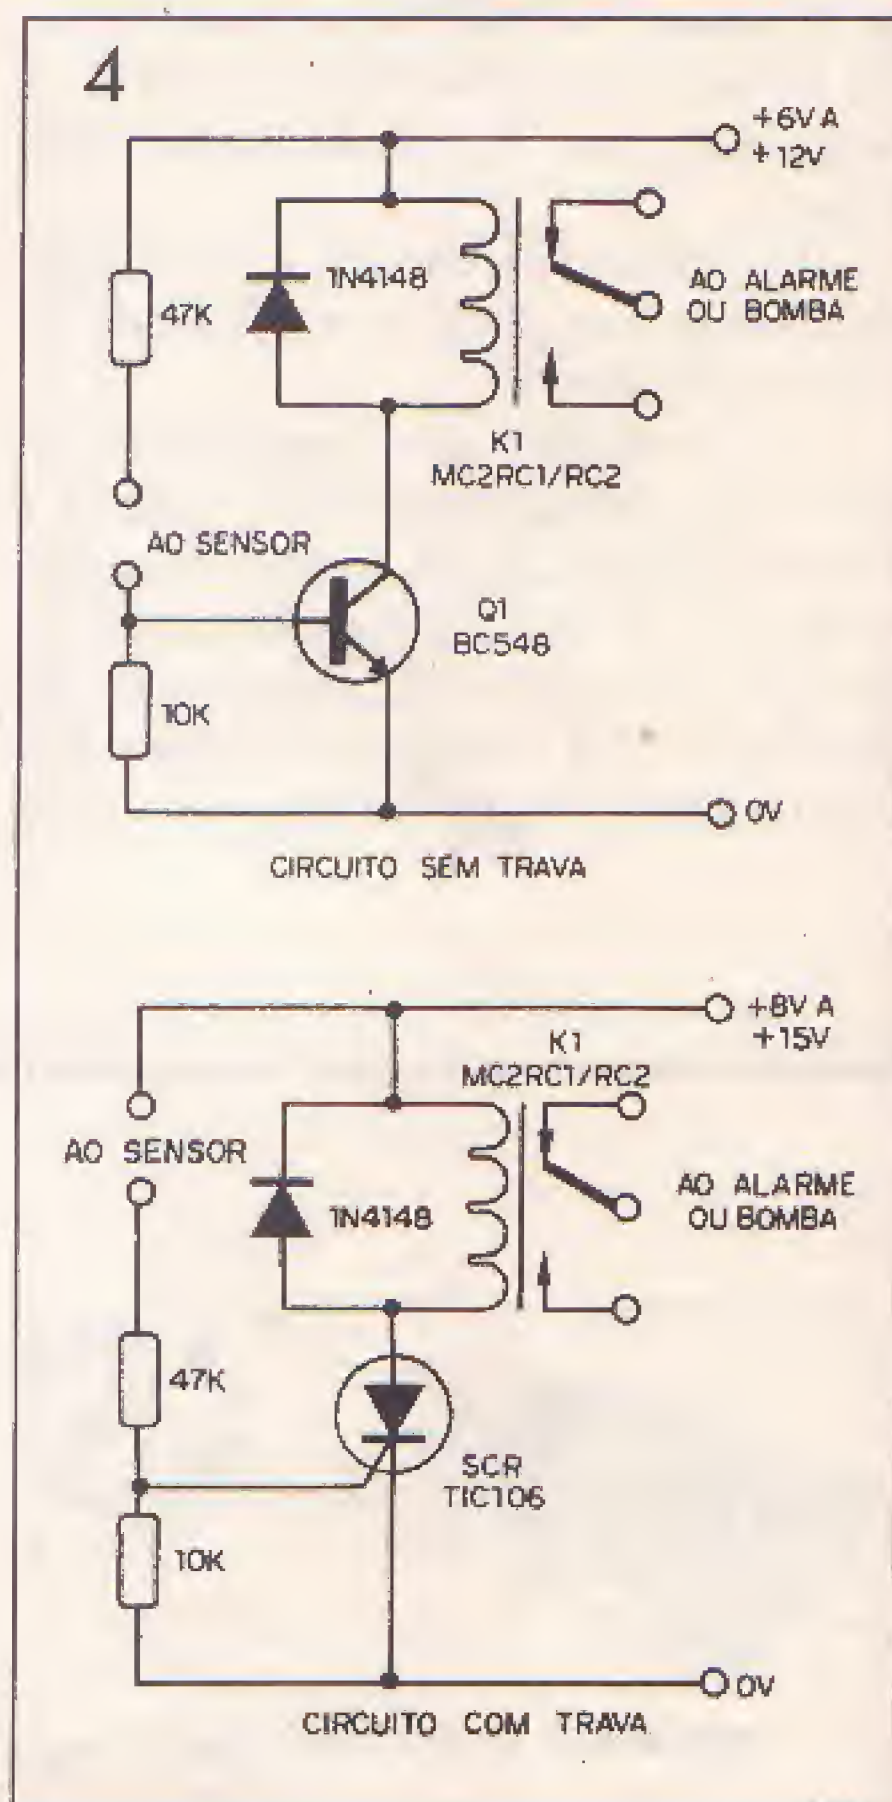 4
+6V A
+12V
1N4148
47K
AO ALARME
OU BOMBA
K1
MC2RC1/RC2
AO SENSOR
Q1
BC548
10K
0V
CIRCUITO SEM TRAVA
+8V A
+15V
K1
MC2RC1/RC2
AO SENSOR
1N4148
AO ALARME
OU BOMBA
47K
SCR
TIC106
10K
0V
CIRCUITO COM TRAVA